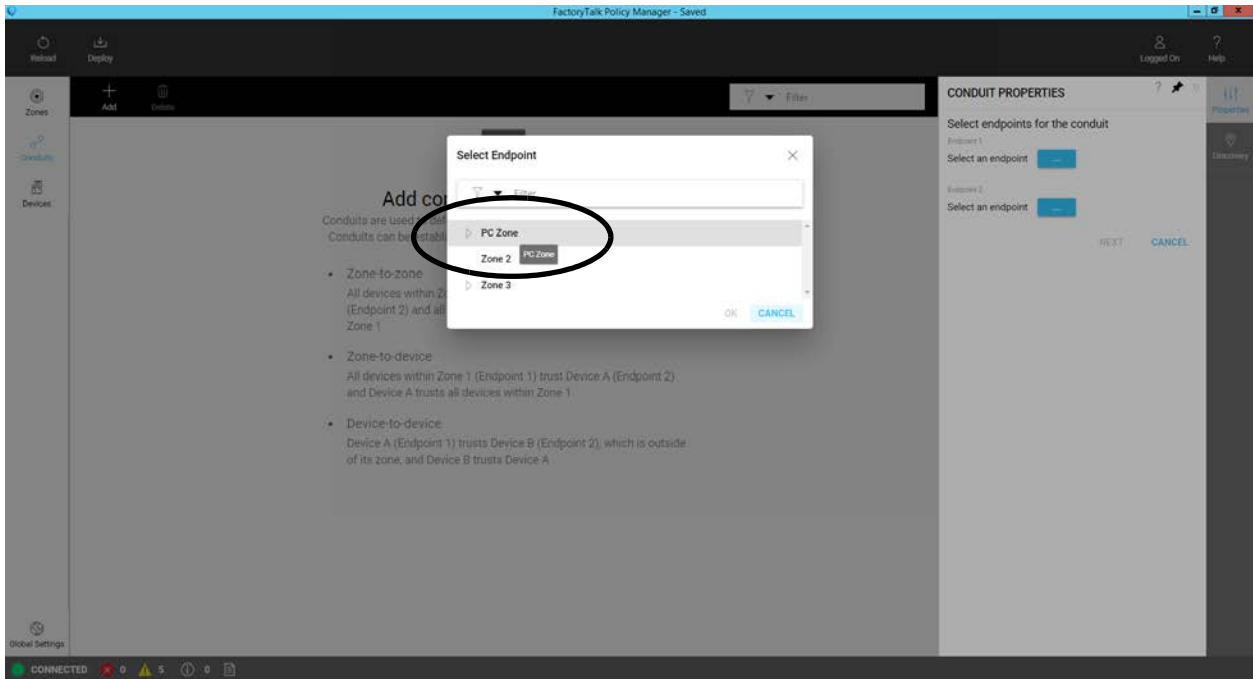 FactoryTalk Policy Manager - Saved
Reload
Deploy
Logged On
Help
Zones
Conduits
Devices
Global Settings
Add
Delete
Filter
Add co
Conduits are used to def
Conduits can be establ
• Zone-to-zone
All devices within Zo
(Endpoint 2) and all
Zone 1
• Zone-to-device
All devices within Zone 1 (Endpoint 1) trust Device A (Endpoint 2)
and Device A trusts all devices within Zone 1
• Device-to-device
Device A (Endpoint 1) trusts Device B (Endpoint 2), which is outside
of its zone, and Device B trusts Device A
Select Endpoint
Filter
PC Zone
Zone 2
PC Zone
Zone 3
OK CANCEL
CONDUIT PROPERTIES
Select endpoints for the conduit
Endpoint 1
Select an endpoint ...
Endpoint 2
Select an endpoint ...
NEXT CANCEL
Properties
Discovery
CONNECTED 0 5 0